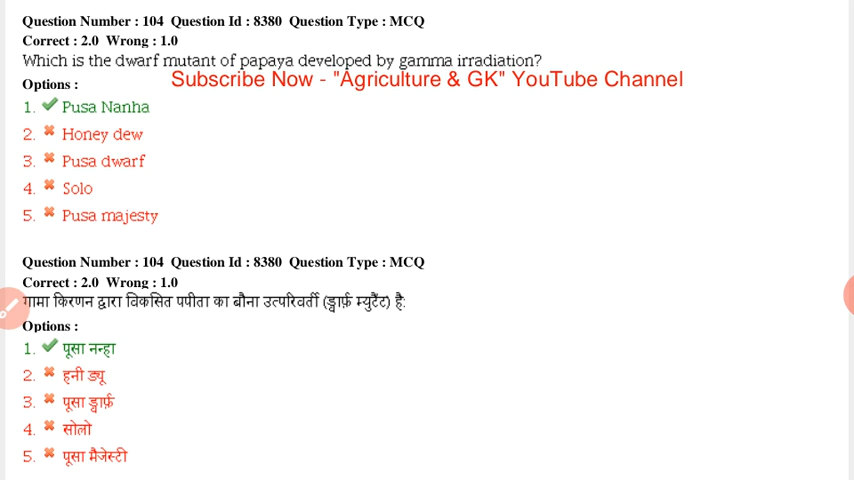 Question Number : 104 Question Id : 8380 Question Type : MCQ
Correct : 2.0 Wrong : 1.0
Which is the dwarf mutant of papaya developed by gamma irradiation?
Subscribe Now - "Agriculture & GK" YouTube Channel
Options :
1. Pusa Nanha
2. Honey dew
3. Pusa dwarf
4. Solo
5. Pusa majesty
Question Number : 104 Question Id : 8380 Question Type : MCQ
Correct : 2.0 Wrong : 1.0
गामा किरणन द्वारा विकसित पपीता का बौना उत्परिवर्ती (ड्वार्फ़ म्युटैंट) है:
Options :
1. पूसा नन्हा
2. हनी ड्यू
3. पूसा ड्वार्फ़
4. सोलो
5. पूसा मैजेस्टी